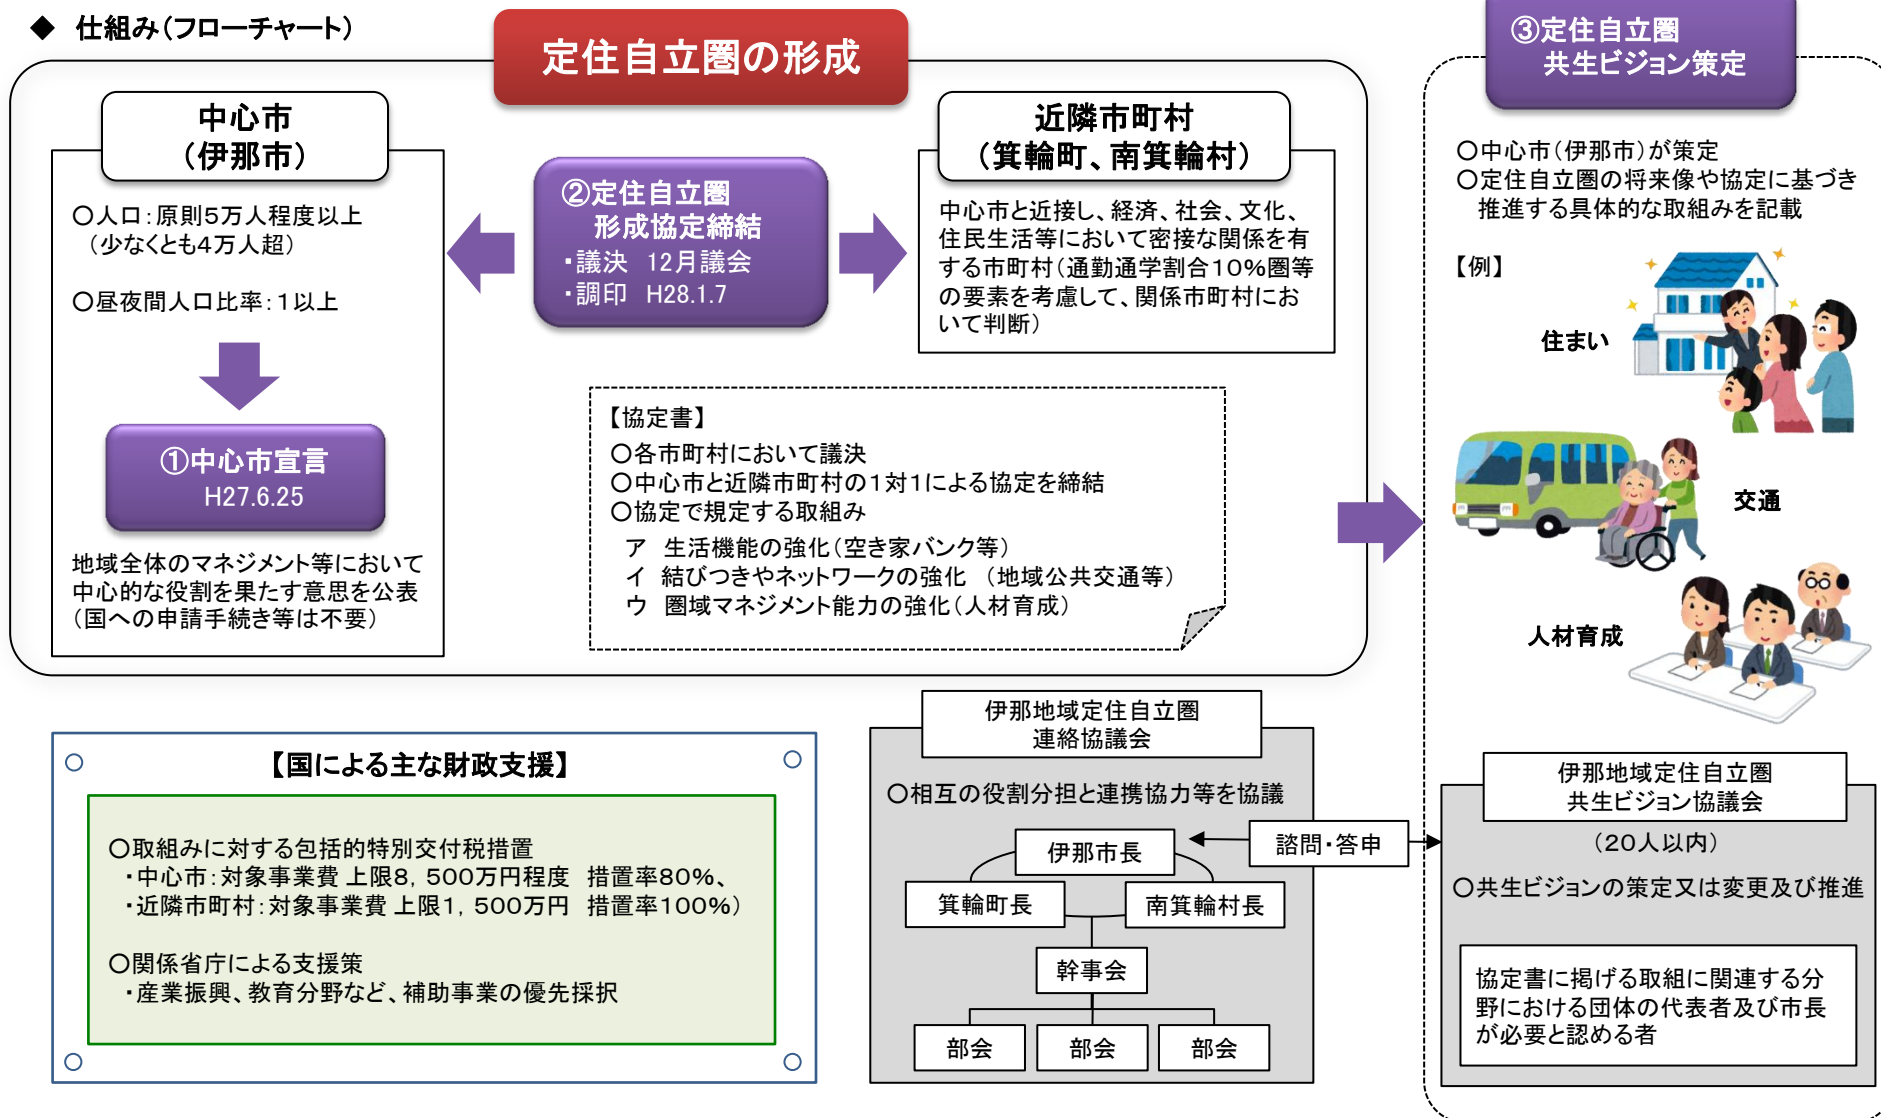 ◆ 仕組み(フローチャート)
定住自立圏の形成
中心市
(伊那市)
○人口：原則５万人程度以上
(少なくとも４万人超)
○昼夜間人口比率：１以上
①中心市宣言
H27.6.25
地域全体のマネジメント等において
中心的な役割を果たす意思を公表
(国への申請手続き等は不要)
②定住自立圏
形成協定締結
・議決 12月議会
・調印 H28.1.7
近隣市町村
(箕輪町、南箕輪村)
中心市と近接し、経済、社会、文化、
住民生活等において密接な関係を有
する市町村(通勤通学割合１０％圏等
の要素を考慮して、関係市町村にお
いて判断)
【協定書】
○各市町村において議決
○中心市と近隣市町村の１対１による協定を締結
○協定で規定する取組み
ア 生活機能の強化(空き家バンク等)
イ 結びつきやネットワークの強化 (地域公共交通等)
ウ 圏域マネジメント能力の強化(人材育成)
③定住自立圏
共生ビジョン策定
○中心市(伊那市)が策定
○定住自立圏の将来像や協定に基づき
推進する具体的な取組みを記載
【例】
住まい
交通
人材育成
【国による主な財政支援】
○取組みに対する包括的特別交付税措置
・中心市：対象事業費 上限８，５００万円程度 措置率８０％、
・近隣市町村：対象事業費 上限１，５００万円 措置率１００％)
○関係省庁による支援策
・産業振興、教育分野など、補助事業の優先採択
伊那地域定住自立圏
連絡協議会
○相互の役割分担と連携協力等を協議
伊那市長
箕輪町長
南箕輪村長
幹事会
部会
部会
部会
諮問・答申
伊那地域定住自立圏
共生ビジョン協議会
(２０人以内)
○共生ビジョンの策定又は変更及び推進
協定書に掲げる取組に関連する分
野における団体の代表者及び市長
が必要と認める者